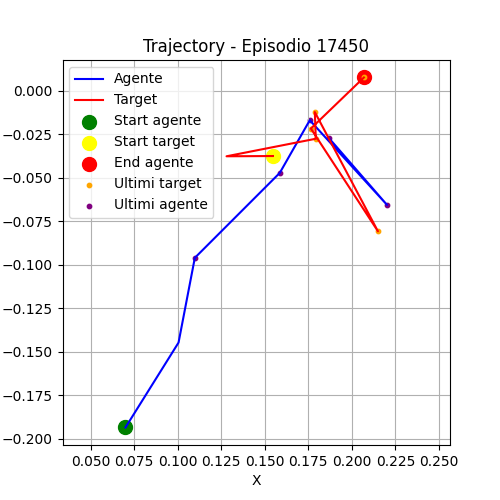 Trajectory - Episodio 17450
Agente
Target
Start agente
Start target
End agente
Ultimi target
Ultimi agente
0.000
−0.025
−0.050
−0.075
−0.100
−0.125
−0.150
−0.175
−0.200
0.050 0.075 0.100 0.125 0.150 0.175 0.200 0.225 0.250
X